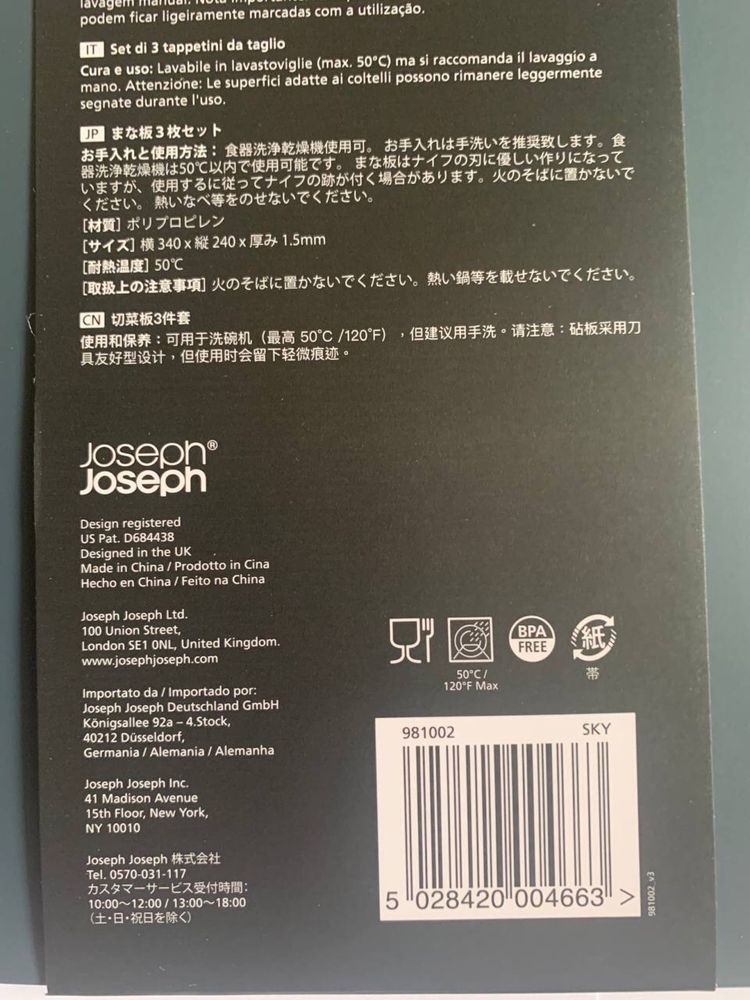 lavagem manual. Nota importante:
podem ficar ligeiramente marcadas com a utilização.
IT Set di 3 tappetini da taglio
Cura e uso: Lavabile in lavastoviglie (max. 50°C) ma si raccomanda il lavaggio a
mano. Attenzione: Le superfici adatte ai coltelli possono rimanere leggermente
segnate durante l'uso.
JP まな板３枚セット
お手入れと使用方法： 食器洗浄乾燥機使用可。 お手入れは手洗いを推奨致します。食
器洗浄乾燥機は50℃以内で使用可能です。 まな板はナイフの刃に優しい作りになって
いますが、使用するに従ってナイフの跡が付く場合があります。火のそばに置かないで
ください。 熱いなべ等をのせないでください。
[材質] ポリプロピレン
[サイズ] 横 340 x 縦 240 x 厚み 1.5mm
[耐熱温度] 50℃
[取扱上の注意事項] 火のそばに置かないでください。熱い鍋等を載せないでください。
CN 切菜板3件套
使用和保养：可用于洗碗机（最高 50°C /120°F），但建议用手洗。请注意：砧板采用刀
具友好型设计，但使用时会留下轻微痕迹。
Joseph®
Joseph
Design registered
US Pat. D684438
Designed in the UK
Made in China / Prodotto in Cina
Hecho en China / Feito na China
Joseph Joseph Ltd.
100 Union Street,
London SE1 0NL, United Kingdom.
www.josephjoseph.com
Importato da / Importado por:
Joseph Joseph Deutschland GmbH
Königsallee 92a – 4.Stock,
40212 Düsseldorf,
Germania / Alemania / Alemanha
Joseph Joseph Inc.
41 Madison Avenue
15th Floor, New York,
NY 10010
Joseph Joseph 株式会社
Tel. 0570-031-117
カスタマーサービス受付時間：
10:00～12:00 / 13:00～18:00
（土・日・祝日を除く）
50°C /
120°F Max
BPA
FREE
紙
帯
981002 SKY
5 028420 004663 >
981002_v3